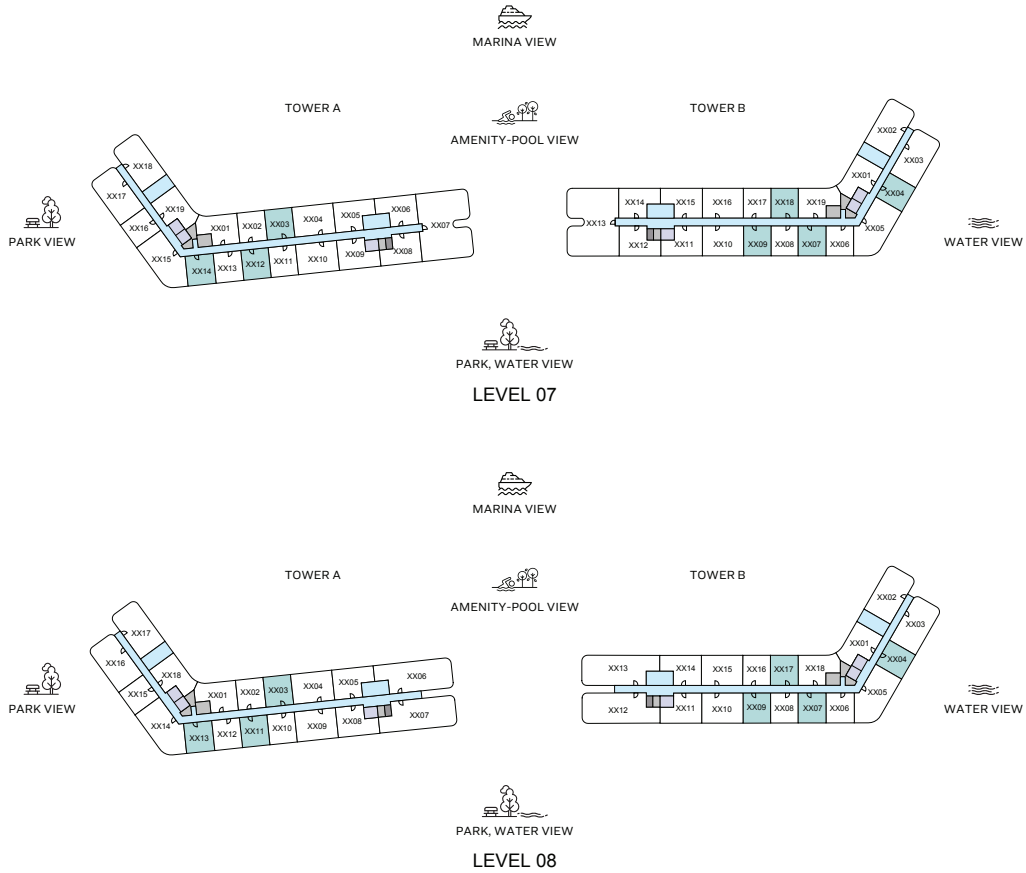 MARINA VIEW
TOWER A
TOWER B
AMENITY-POOL VIEW
PARK VIEW
WATER VIEW
XX18
XX17
XX19
XX16
XX15
XX01
XX02
XX03
XX04
XX05
XX06
XX07
XX14
XX13
XX12
XX11
XX10
XX09
XX08
XX14
XX15
XX16
XX17
XX18
XX19
XX01
XX02
XX03
XX04
XX05
XX13
XX12
XX11
XX10
XX09
XX08
XX07
XX06
PARK, WATER VIEW
LEVEL 07
MARINA VIEW
TOWER A
TOWER B
AMENITY-POOL VIEW
PARK VIEW
WATER VIEW
XX17
XX16
XX18
XX15
XX14
XX01
XX02
XX03
XX04
XX05
XX06
XX13
XX12
XX11
XX10
XX09
XX08
XX07
XX13
XX14
XX15
XX16
XX17
XX18
XX01
XX02
XX03
XX04
XX05
XX12
XX11
XX10
XX09
XX08
XX07
XX06
PARK, WATER VIEW
LEVEL 08